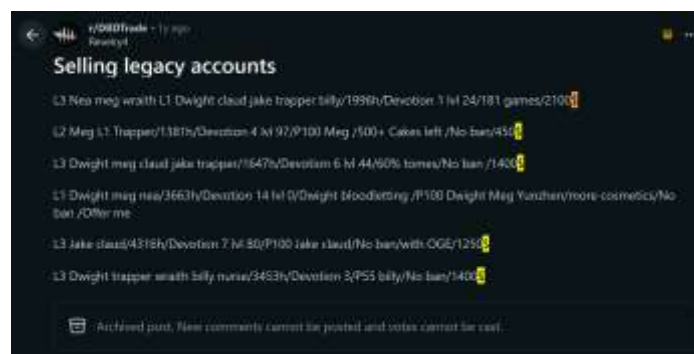 r/DBDTrade · 1y ago
Selling legacy accounts
L3 Nea meg wraith L1 Dwight claud jake trapper billy/1996h/Devotion 1 lvl 24/181 games/2100$
L2 Meg L1 Trapper/1381h/Devotion 4 lvl 97/P100 Meg /500+ Cakes left /No ban/450$
L3 Dwight meg claud jake trapper/1647h/Devotion 6 lvl 44/60% tomes/No ban /1400$
L1 Dwight meg nea/3663h/Devotion 14 lvl 0/Dwight bloodletting /P100 Dwight Meg Yunzhen/more cosmetics/No
ban /Offer me
L3 Jake claud/4316h/Devotion 7 lvl 80/P100 Jake claud/No ban/with OGE/1250$
L3 Dwight trapper wraith billy nurse/3453h/Devotion 3/P55 billy/No ban/1400$
Archived post. New comments cannot be posted and votes cannot be cast.